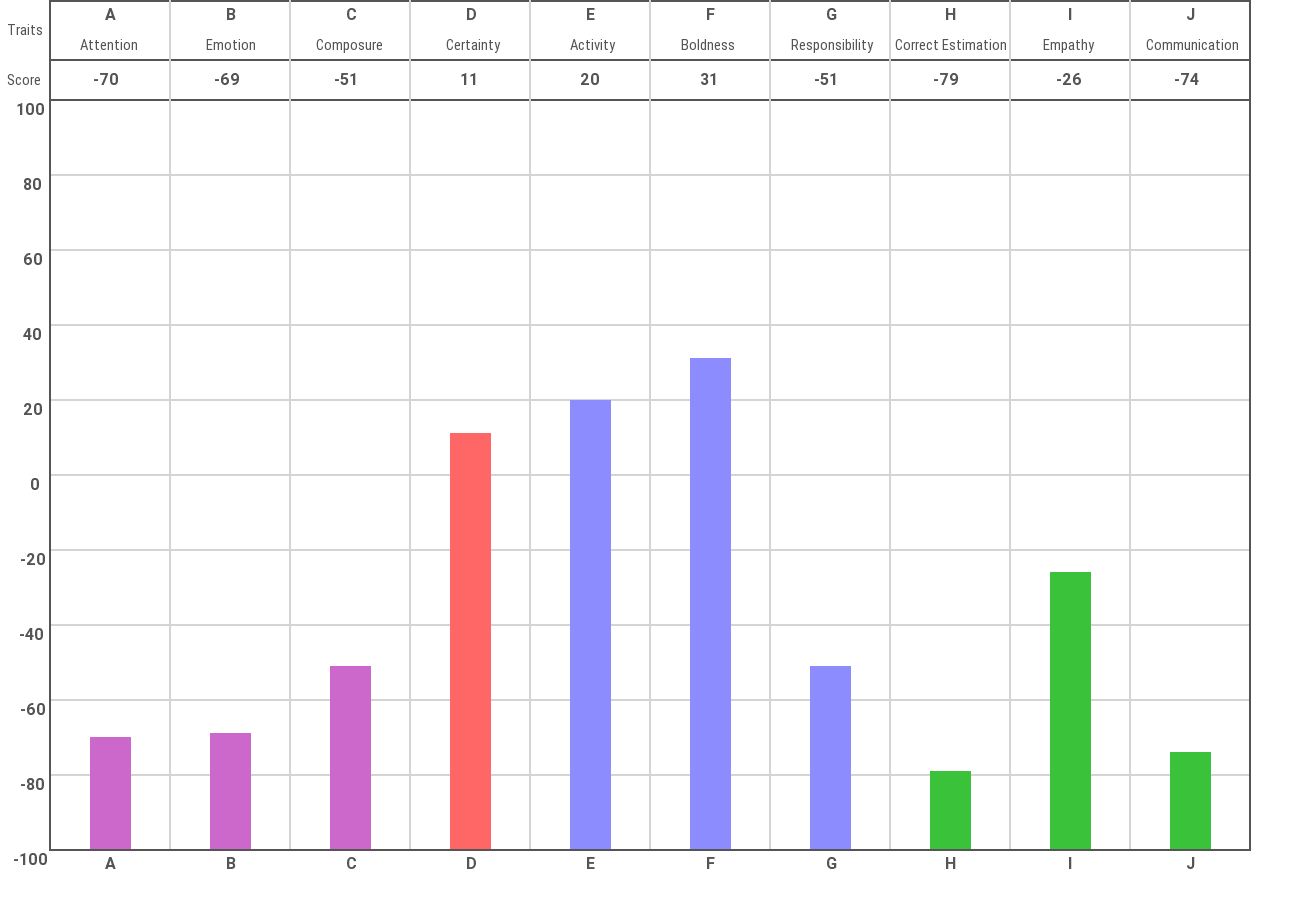 A B C D E F G H I J
Traits
Attention Emotion Composure Certainty Activity Boldness Responsibility Correct Estimation Empathy Communication
Score -70 -69 -51 11 20 31 -51 -79 -26 -74
100
80
60
40
20
0
-20
-40
-60
-80
-100
A B C D E F G H I J